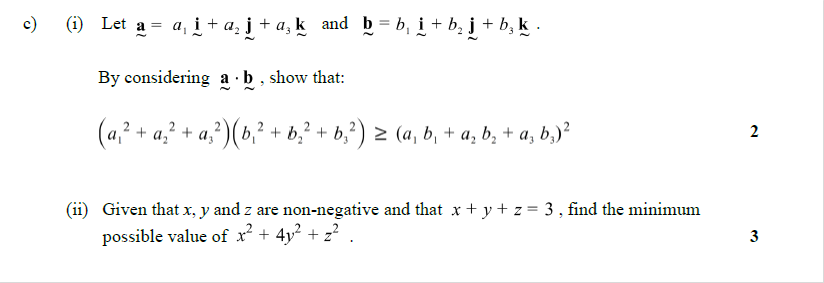 c) (i) Let a̰ = a₁ ḭ + a₂ j̰ + a₃ k̰ and b̰ = b₁ ḭ + b₂ j̰ + b₃ k̰ .
By considering a̰ · b̰ , show that:
(a₁² + a₂² + a₃²)(b₁² + b₂² + b₃²) ≥ (a₁ b₁ + a₂ b₂ + a₃ b₃)² 2
(ii) Given that x, y and z are non-negative and that x + y + z = 3 , find the minimum
possible value of x² + 4y² + z² . 3